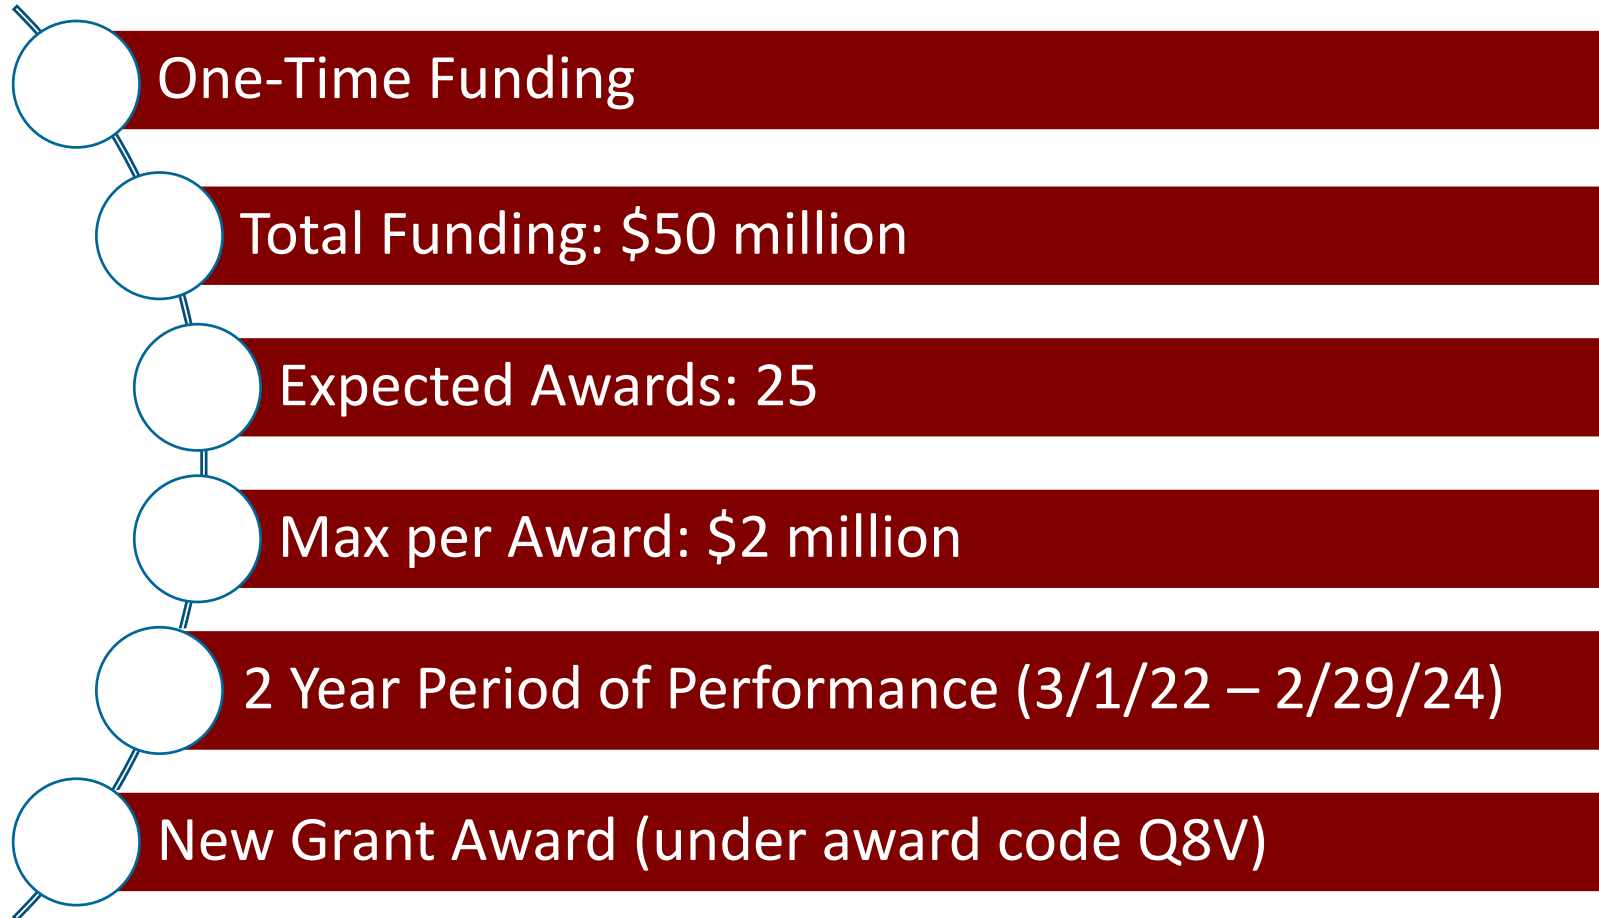 One-Time Funding
Total Funding: $50 million
Expected Awards: 25
Max per Award: $2 million
2 Year Period of Performance (3/1/22 – 2/29/24)
New Grant Award (under award code Q8V)